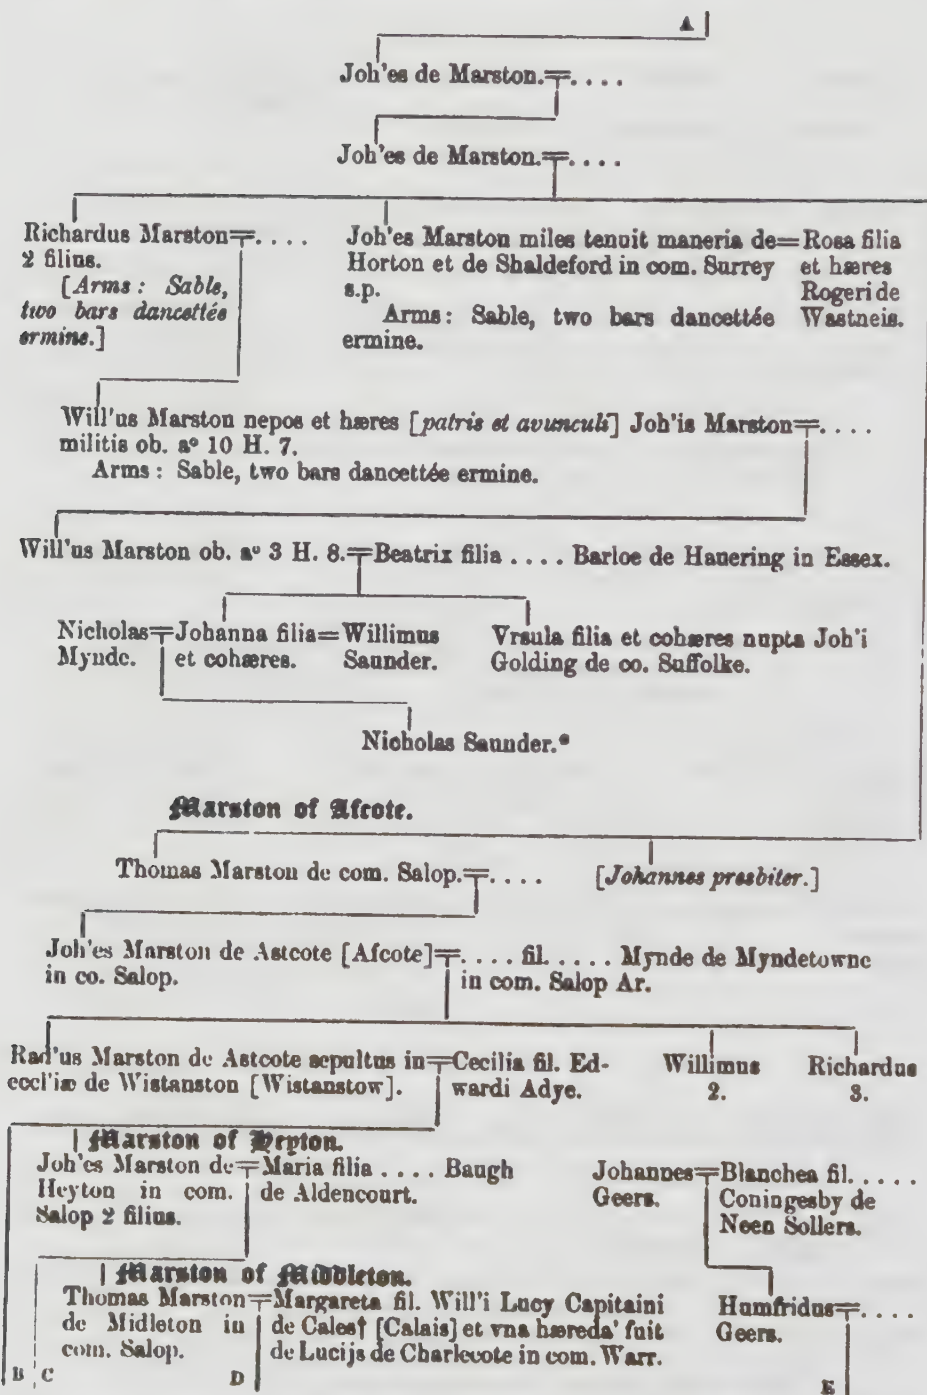 A
Joh'es de Marston.=. . . .
Joh'es de Marston.=. . . .
Richardus Marston=. . . .
2 filius.
[Arms: Sable,
two bars dancettée
ermine.]
Joh'es Marston miles tenuit maneria de=Rosa filia
Horton et de Shaldeford in com. Surrey et hæres
s.p. Rogeri de
Arms: Sable, two bars dancettée Wastneis.
ermine.
Will'us Marston nepos et hæres [patris et avunculi] Joh'is Marston=. . . .
militis ob. aº 10 H. 7.
Arms: Sable, two bars dancettée ermine.
Will'us Marston ob. aº 3 H. 8.=Beatrix filia . . . . Barloe de Hauering in Essex.
Nicholas=Johanna filia=Willimus
Mynde. et cohæres. Saunder.
Vrsula filia et cohæres nupta Joh'i
Golding de co. Suffolke.
Nicholas Saunder.*
Marston of Afcote.
Thomas Marston de com. Salop.=. . . . [Johannes presbiter.]
Joh'es Marston de Astcote [Afcote]=. . . . fil. . . . . Mynde de Myndetowne
in co. Salop. in com. Salop Ar.
Rad'us Marston de Astcote sepultus in=Cecilia fil. Ed-
eccl'iæ de Wistanston [Wistanstow]. wardi Adye.
Willimus
2.
Richardus
3.
Marston of Heyton.
Joh'es Marston de=Maria filia . . . . Baugh
Heyton in com. de Aldencourt.
Salop 2 filius.
Johannes=Blanchea fil. . . . .
Geers. Coningesby de
Neen Sollers.
Marston of Middleton.
Thomas Marston=Margareta fil. Will'i Lucy Capitaini
de Midleton in de Cales† [Calais] et vna hæreda' fuit
com. Salop. de Lucijs de Charlecote in com. Warr.
Humfridus=. . . .
Geers.
B C D E